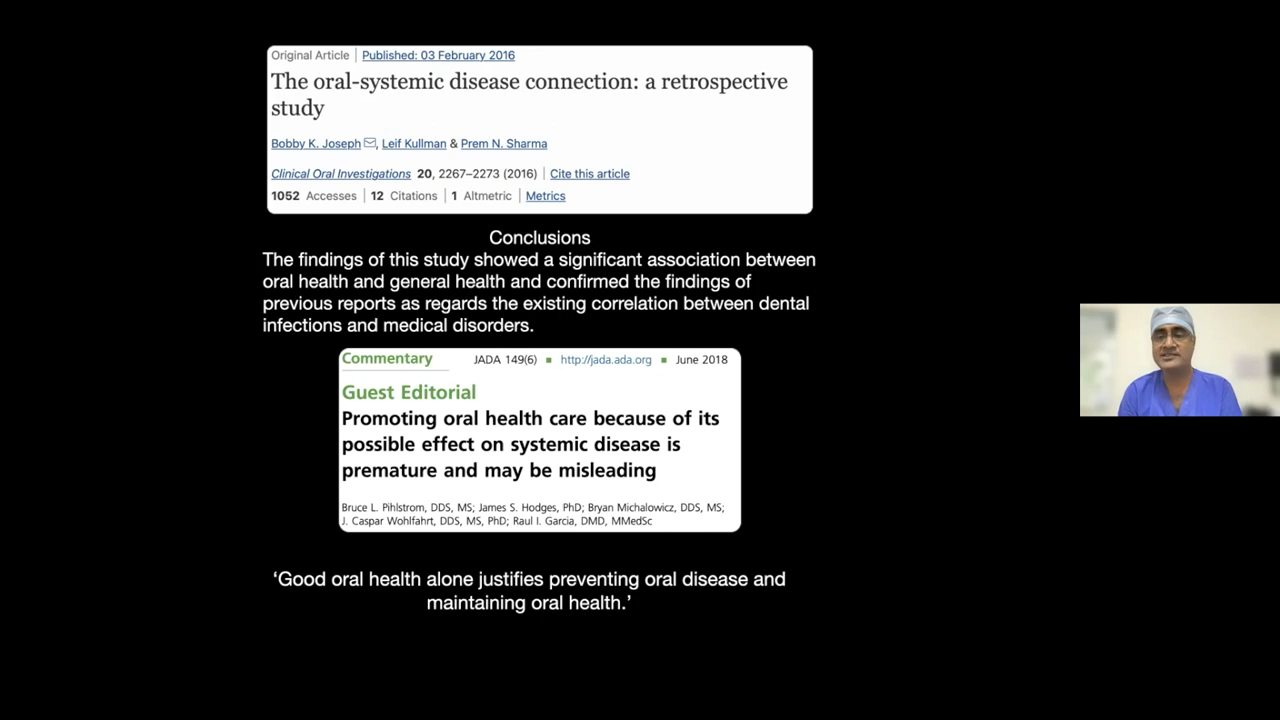 Original Article | Published: 03 February 2016
The oral-systemic disease connection: a retrospective
study
Bobby K. Joseph, Leif Kullman & Prem N. Sharma
Clinical Oral Investigations 20, 2267–2273 (2016) | Cite this article
1052 Accesses | 12 Citations | 1 Altmetric | Metrics
Conclusions
The findings of this study showed a significant association between
oral health and general health and confirmed the findings of
previous reports as regards the existing correlation between dental
infections and medical disorders.
Commentary JADA 149(6) ■ http://jada.ada.org ■ June 2018
Guest Editorial
Promoting oral health care because of its
possible effect on systemic disease is
premature and may be misleading
Bruce L. Pihlstrom, DDS, MS; James S. Hodges, PhD; Bryan Michalowicz, DDS, MS;
J. Caspar Wohlfahrt, DDS, MS, PhD; Raul I. Garcia, DMD, MMedSc
‘Good oral health alone justifies preventing oral disease and
maintaining oral health.’